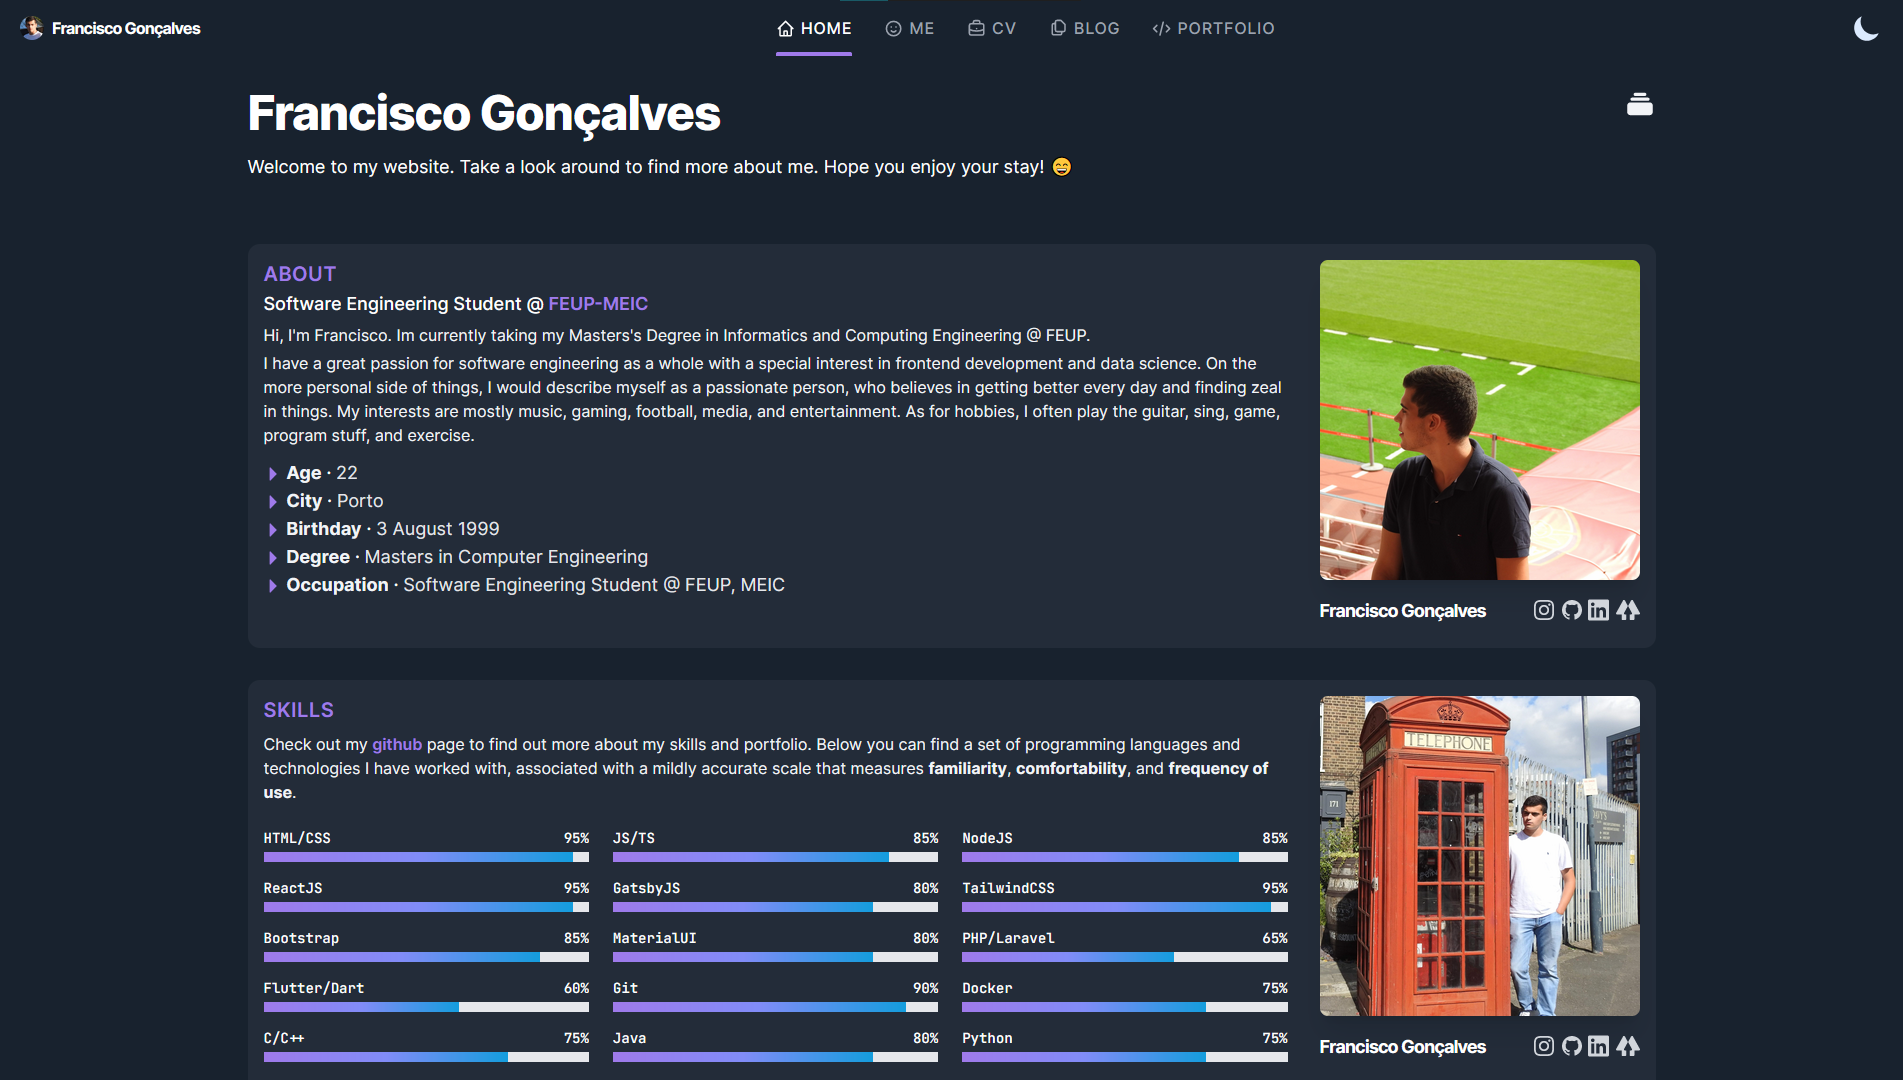 Francisco Gonçalves
HOME
ME
CV
BLOG
PORTFOLIO
Francisco Gonçalves
Welcome to my website. Take a look around to find more about me. Hope you enjoy your stay! 😄
ABOUT
Software Engineering Student @ FEUP-MEIC
Hi, I'm Francisco. Im currently taking my Masters's Degree in Informatics and Computing Engineering @ FEUP.
I have a great passion for software engineering as a whole with a special interest in frontend development and data science. On the
more personal side of things, I would describe myself as a passionate person, who believes in getting better every day and finding zeal
in things. My interests are mostly music, gaming, football, media, and entertainment. As for hobbies, I often play the guitar, sing, game,
program stuff, and exercise.
Age · 22
City · Porto
Birthday · 3 August 1999
Degree · Masters in Computer Engineering
Occupation · Software Engineering Student @ FEUP, MEIC
Francisco Gonçalves
SKILLS
Check out my github page to find out more about my skills and portfolio. Below you can find a set of programming languages and
technologies I have worked with, associated with a mildly accurate scale that measures familiarity, comfortability, and frequency of
use.
HTML/CSS 95%
JS/TS 85%
NodeJS 85%
ReactJS 95%
GatsbyJS 80%
TailwindCSS 95%
Bootstrap 85%
MaterialUI 80%
PHP/Laravel 65%
Flutter/Dart 60%
Git 90%
Docker 75%
C/C++ 75%
Java 80%
Python 75%
TELEPHONE
171
Francisco Gonçalves